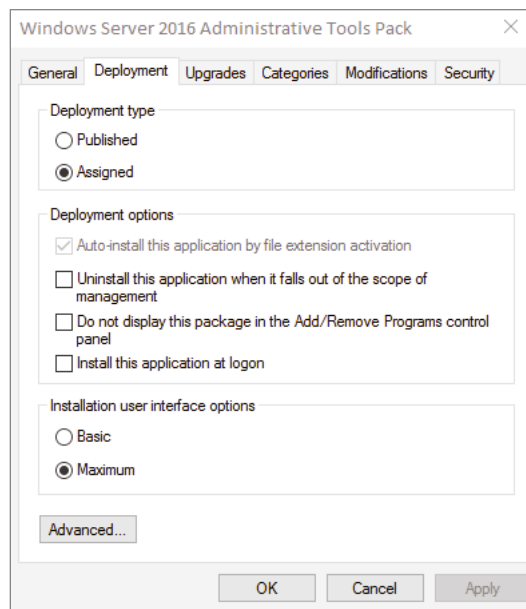 Windows Server 2016 Administrative Tools Pack
General Deployment Upgrades Categories Modifications Security
Deployment type
Published
Assigned
Deployment options
Auto-install this application by file extension activation
Uninstall this application when it falls out of the scope of
management
Do not display this package in the Add/Remove Programs control
panel
Install this application at logon
Installation user interface options
Basic
Maximum
Advanced...
OK Cancel Apply